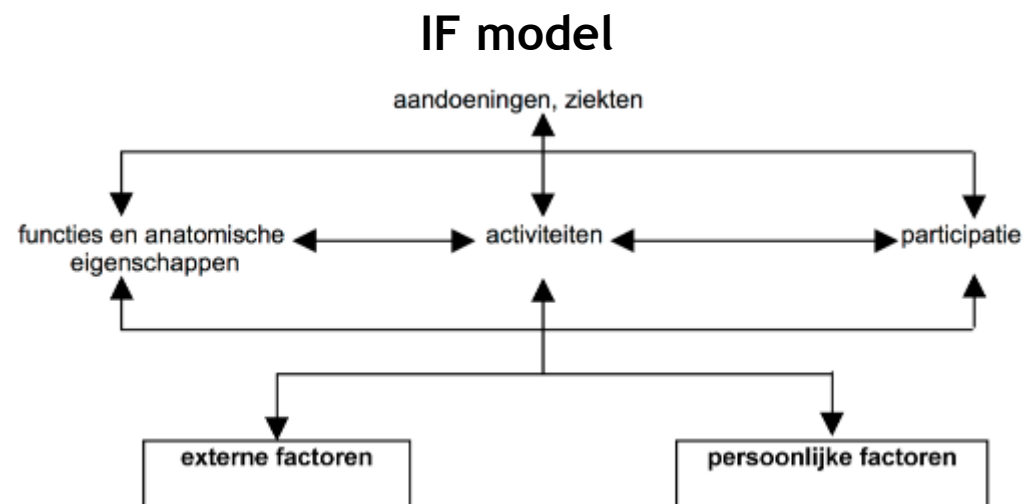 IF model
aandoeningen, ziekten
functies en anatomische
eigenschappen
activiteiten
participatie
externe factoren
persoonlijke factoren